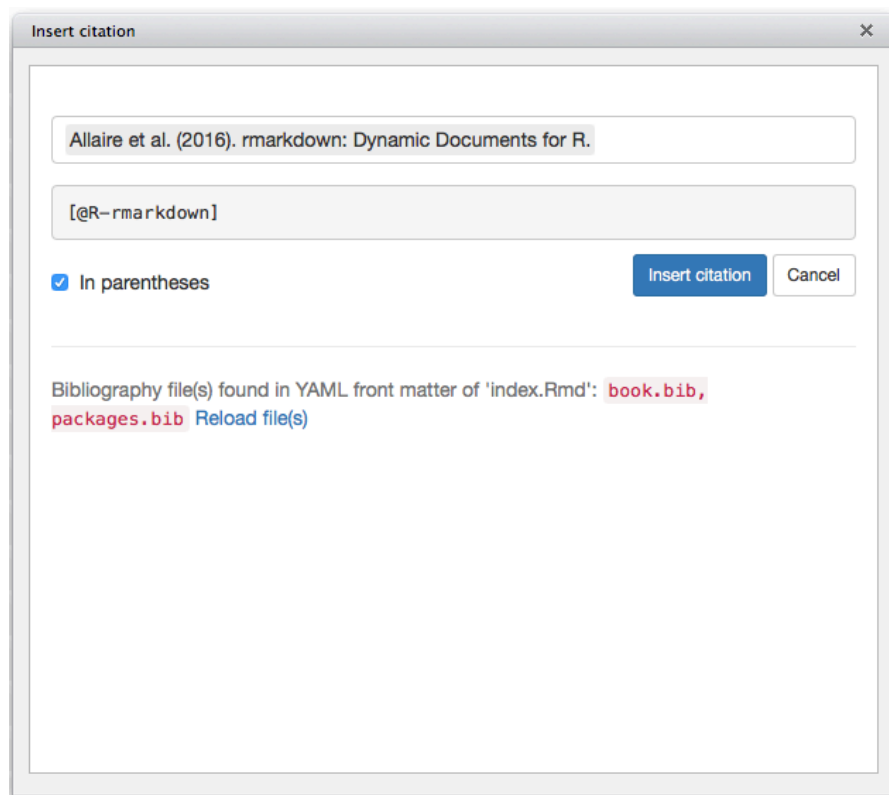 Insert citation
Allaire et al. (2016). rmarkdown: Dynamic Documents for R.
[@R-rmarkdown]
In parentheses
Insert citation
Cancel
Bibliography file(s) found in YAML front matter of 'index.Rmd': book.bib,
packages.bib Reload file(s)